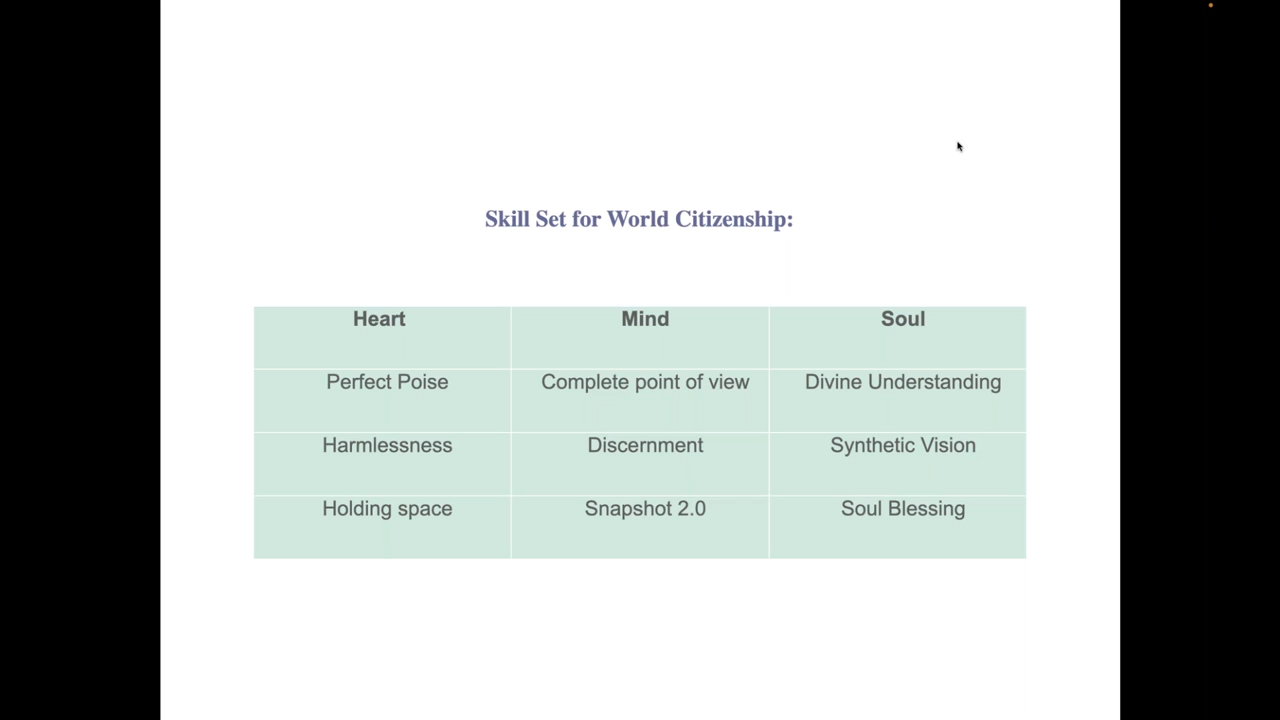 Skill Set for World Citizenship:
Heart Mind Soul
Perfect Poise Complete point of view Divine Understanding
Harmlessness Discernment Synthetic Vision
Holding space Snapshot 2.0 Soul Blessing